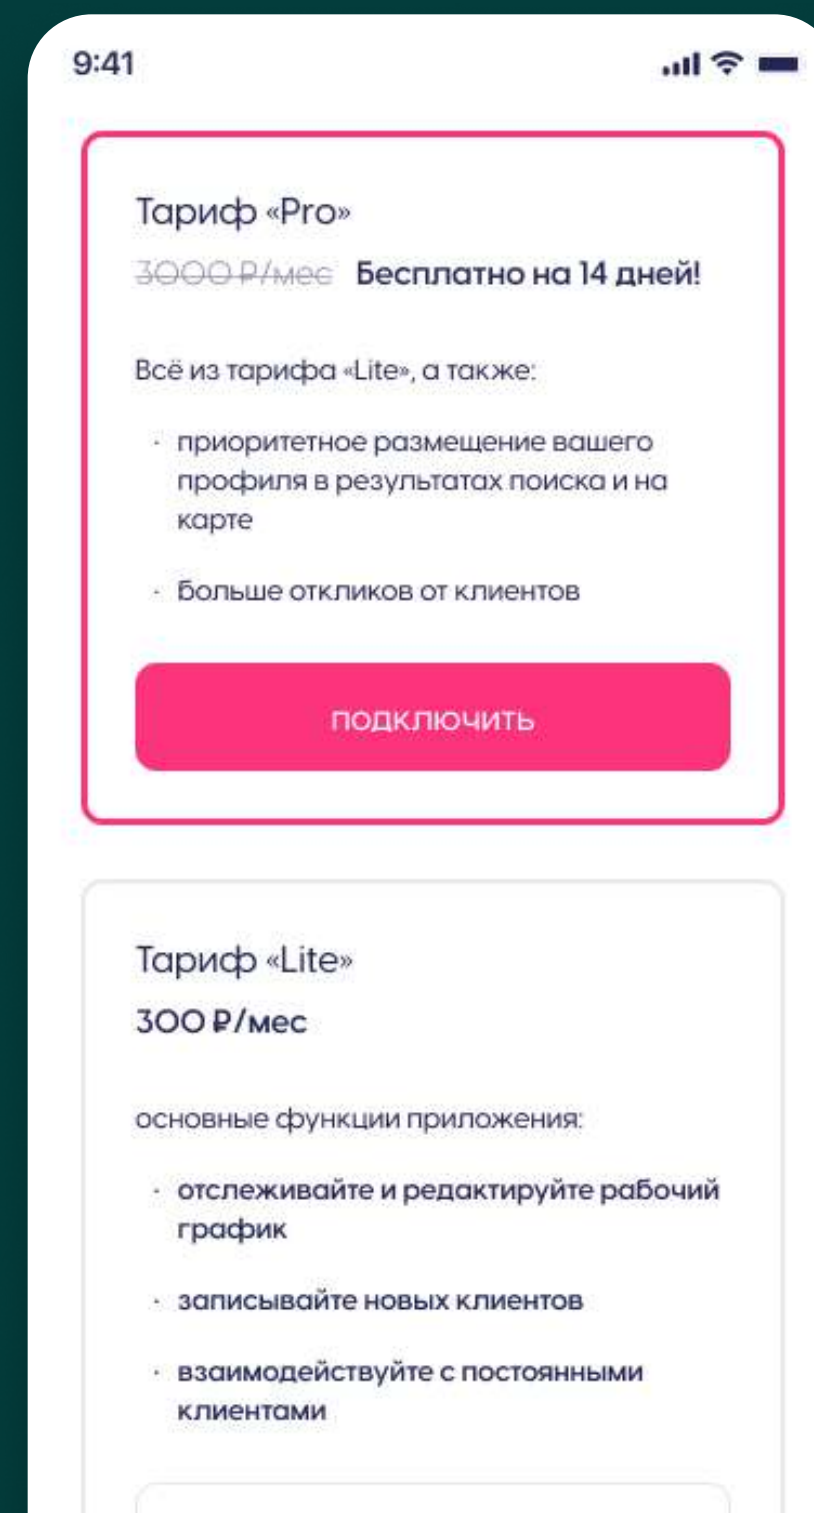 9:41
Тариф «Pro»
3000 ₽/мес Бесплатно на 14 дней!
Всё из тарифа «Lite», а также:
· приоритетное размещение вашего
профиля в результатах поиска и на
карте
· больше откликов от клиентов
подключить
Тариф «Lite»
300 ₽/мес
основные функции приложения:
· отслеживайте и редактируйте рабочий
график
· записывайте новых клиентов
· взаимодействуйте с постоянными
клиентами